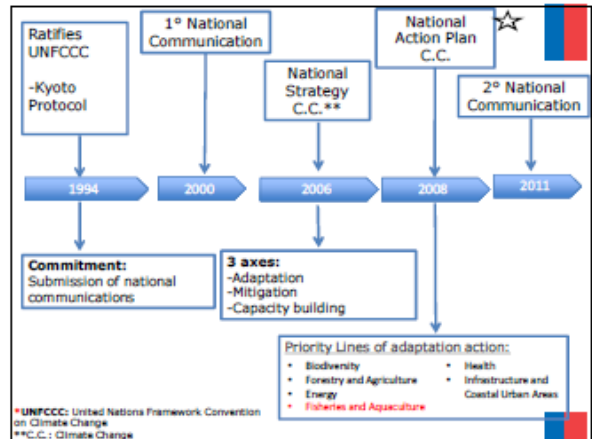 Ratifies
UNFCCC
-Kyoto
Protocol
1° National
Communication
National
Strategy
C.C.**
National
Action Plan
C.C.
2° National
Communication
1994
2000
2006
2008
2011
Commitment:
Submission of national
communications
3 axes:
-Adaptation
-Mitigation
-Capacity building
Priority Lines of adaptation action:
• Biodiversity
• Forestry and Agriculture
• Energy
• Fisheries and Aquaculture
• Health
• Infrastructure and
Coastal Urban Areas
*UNFCCC: United Nations Framework Convention
on Climate Change
**C.C.: Climate Change